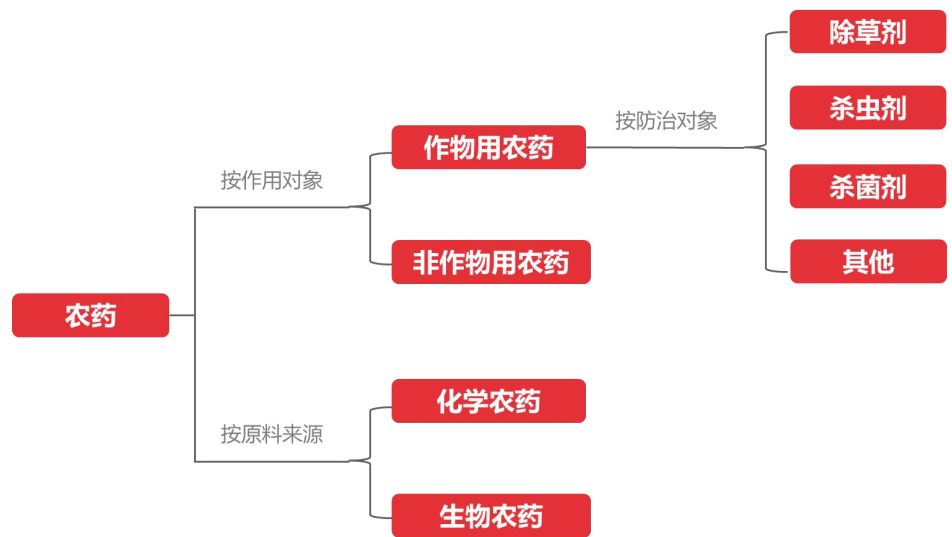 农药
按作用对象
作物用农药
按防治对象
除草剂
杀虫剂
杀菌剂
其他
非作物用农药
按原料来源
化学农药
生物农药